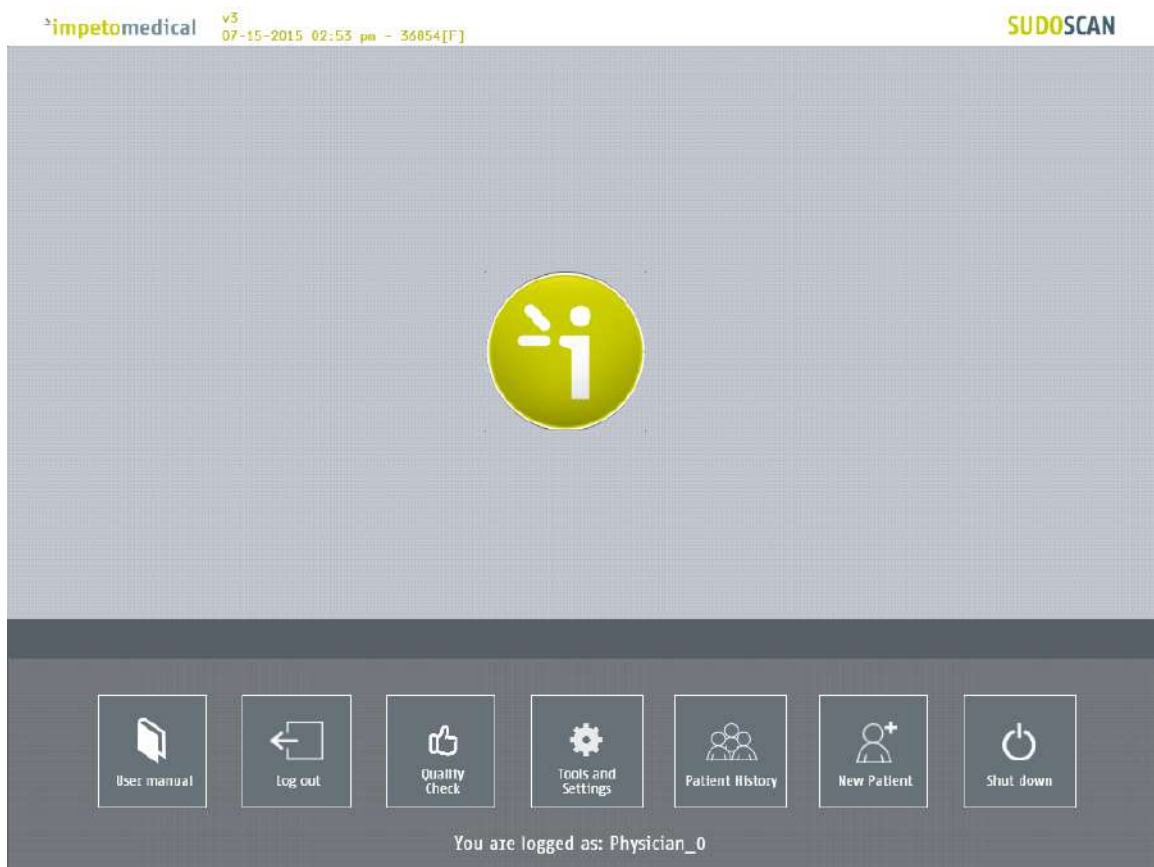 impetomedical
v3
07-15-2015 02:53 pm - 36854[F]
SUDOSCAN
User manual
Log out
Quality
Check
Tools and
Settings
Patient History
New Patient
Shut down
You are logged as: Physician_0